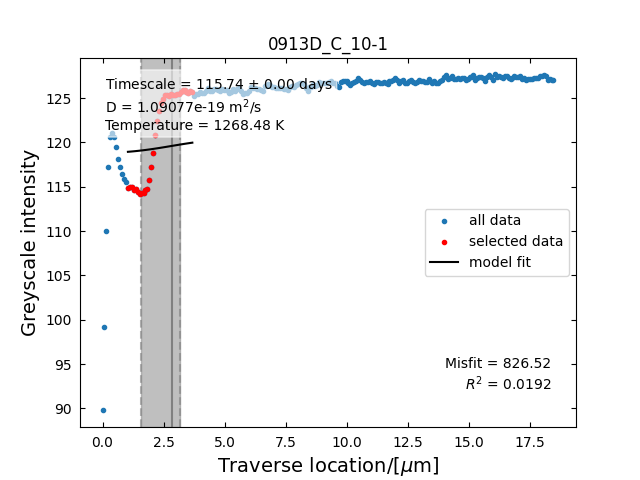 0913D_C_10-1
Timescale = 115.74 ± 0.00 days
D = 1.09077e-19 m²/s
Temperature = 1268.48 K
all data
selected data
model fit
Misfit = 826.52
R² = 0.0192
Greyscale intensity
125
120
115
110
105
100
95
90
0.0 2.5 5.0 7.5 10.0 12.5 15.0 17.5
Traverse location/[μm]